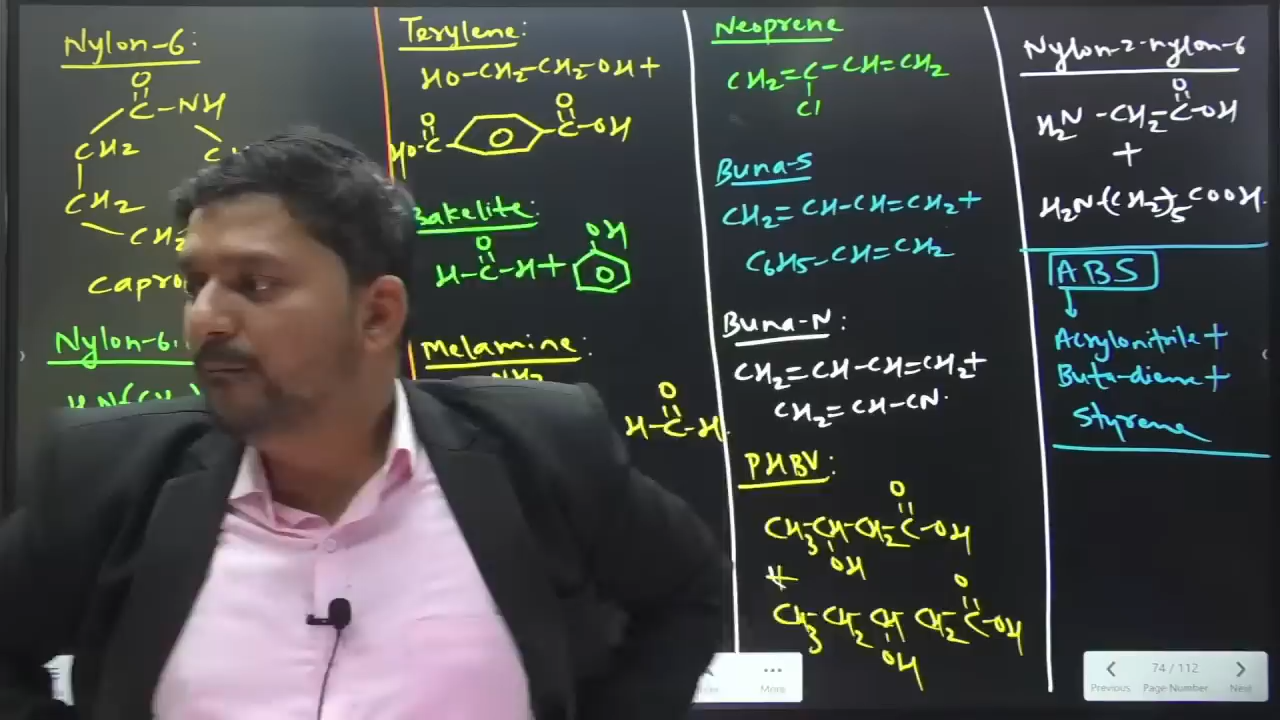 Nylon-6:
O
C-NH
CH2
CH2
CH2
Nylon-6.
Terylene:
HO-CH2-CH2-OH+
O
HO-C
O
C-OH
Bakelite:
O
H-C-H+
OH
Melamine:
NH2
O
H-C-H.
Neoprene
CH2=C-CH=CH2
Cl
Buna-S
CH2=CH-CH=CH2+
C6H5-CH=CH2
Buna-N:
CH2=CH-CH=CH2+
CH2=CH-CN.
PHBV:
O
CH3-CH-CH2-C-OH
OH
+
O
CH3-CH2-CH CH2-C-OH
OH
Nylon-2-nylon-6
O
H2N-CH2-C-OH
+
H2N-(CH2)5COOH.
ABS
Acrylonitrile+
Buta-diene+
Styrene
More
Previous
74 / 112
Page Number
Next